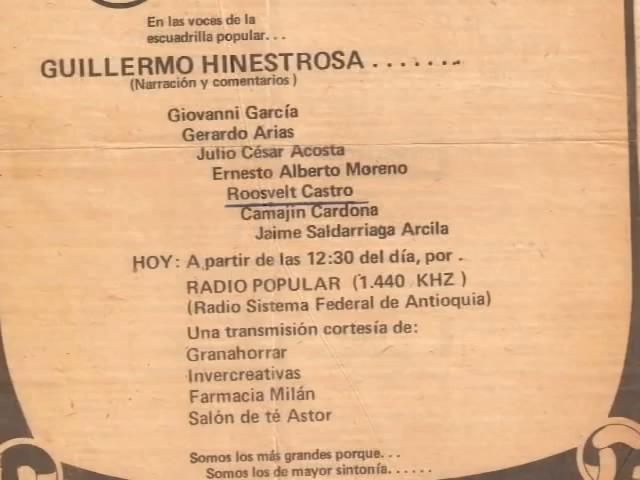 En las voces de la
escuadrilla popular...
GUILLERMO HINESTROSA .......
(Narración y comentarios)
Giovanni García
Gerardo Arias
Julio César Acosta
Ernesto Alberto Moreno
Roosvelt Castro
Camajín Cardona
Jaime Saldarriaga Arcila
HOY: A partir de las 12:30 del día, por .
RADIO POPULAR (1.440 KHZ)
(Radio Sistema Federal de Antioquia)
Una transmisión cortesía de:
Granahorrar
Invercreativas
Farmacia Milán
Salón de té Astor
Somos los más grandes porque...
Somos los de mayor sintonía......